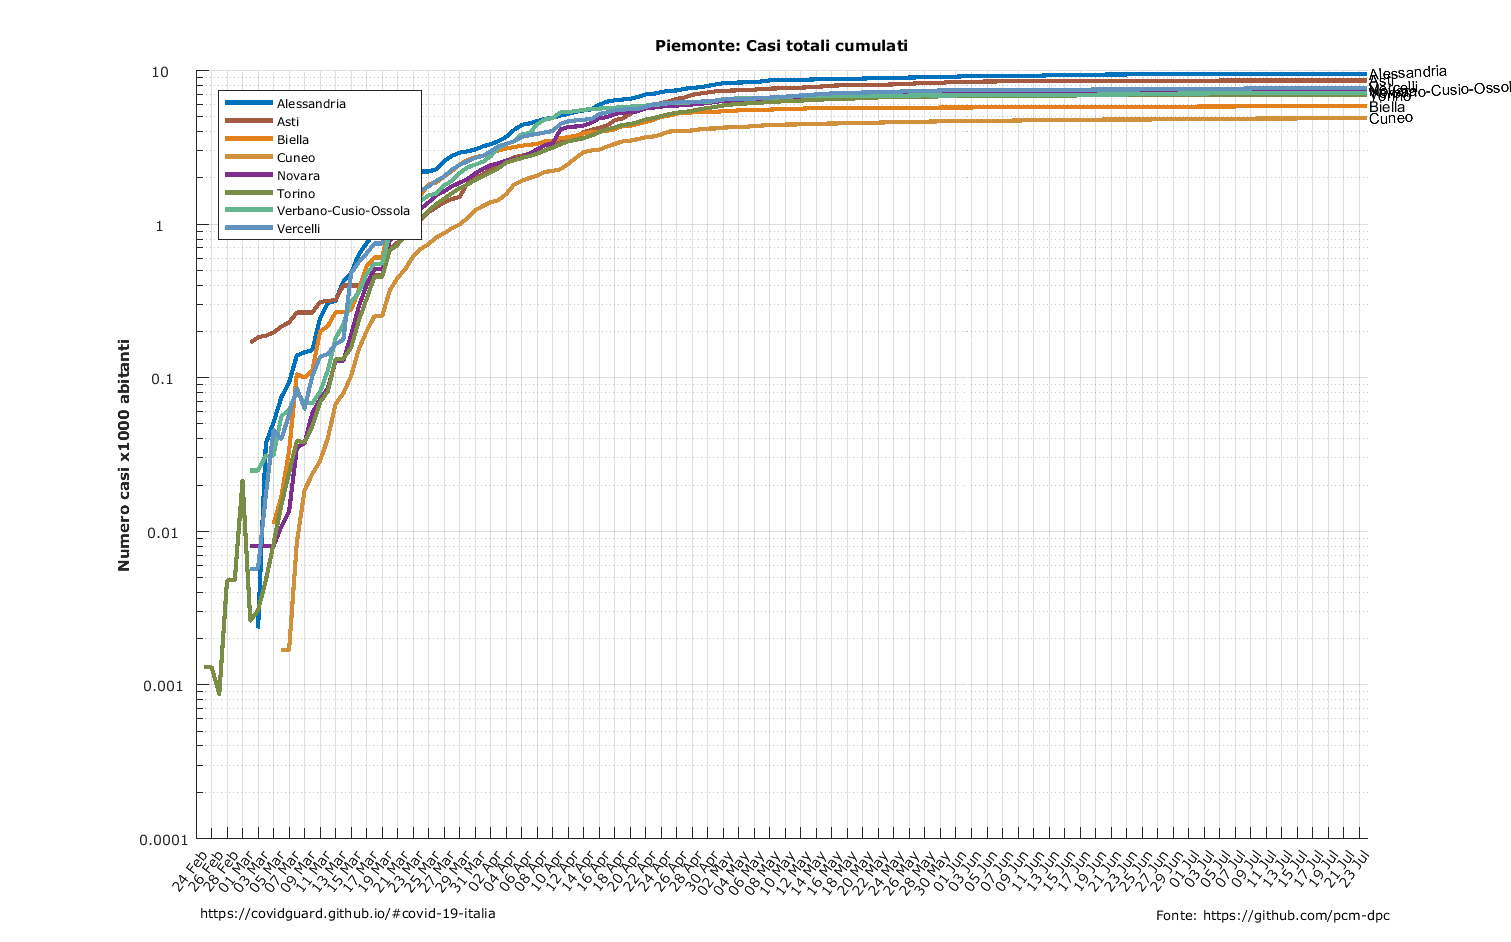 Piemonte: Casi totali cumulati
Numero casi x1000 abitanti
10
1
0.1
0.01
0.001
0.0001
Alessandria
Asti
Biella
Cuneo
Novara
Torino
Verbano-Cusio-Ossola
Vercelli
Alessandria
Asti
Vercelli
Verbano-Cusio-Ossol
Torino
Biella
Cuneo
24 Feb
26 Feb
28 Feb
01 Mar
03 Mar
05 Mar
07 Mar
09 Mar
11 Mar
13 Mar
15 Mar
17 Mar
19 Mar
21 Mar
23 Mar
25 Mar
27 Mar
29 Mar
31 Mar
02 Apr
04 Apr
06 Apr
08 Apr
10 Apr
12 Apr
14 Apr
16 Apr
18 Apr
20 Apr
22 Apr
24 Apr
26 Apr
28 Apr
30 Apr
02 May
04 May
06 May
08 May
10 May
12 May
14 May
16 May
18 May
20 May
22 May
24 May
26 May
28 May
30 May
01 Jun
03 Jun
05 Jun
07 Jun
09 Jun
11 Jun
13 Jun
15 Jun
17 Jun
19 Jun
21 Jun
23 Jun
25 Jun
27 Jun
29 Jun
01 Jul
03 Jul
05 Jul
07 Jul
09 Jul
11 Jul
13 Jul
15 Jul
17 Jul
19 Jul
21 Jul
23 Jul
https://covidguard.github.io/#covid-19-italia
Fonte: https://github.com/pcm-dpc